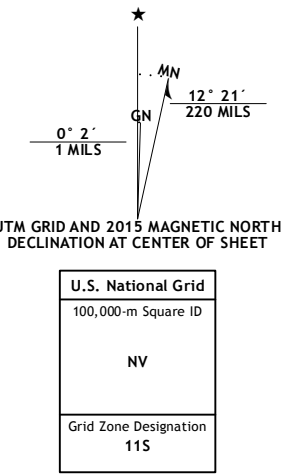 MN
GN
12° 21´
220 MILS
0° 2´
1 MILS
UTM GRID AND 2015 MAGNETIC NORTH
DECLINATION AT CENTER OF SHEET
U.S. National Grid
100,000-m Square ID
NV
Grid Zone Designation
11S